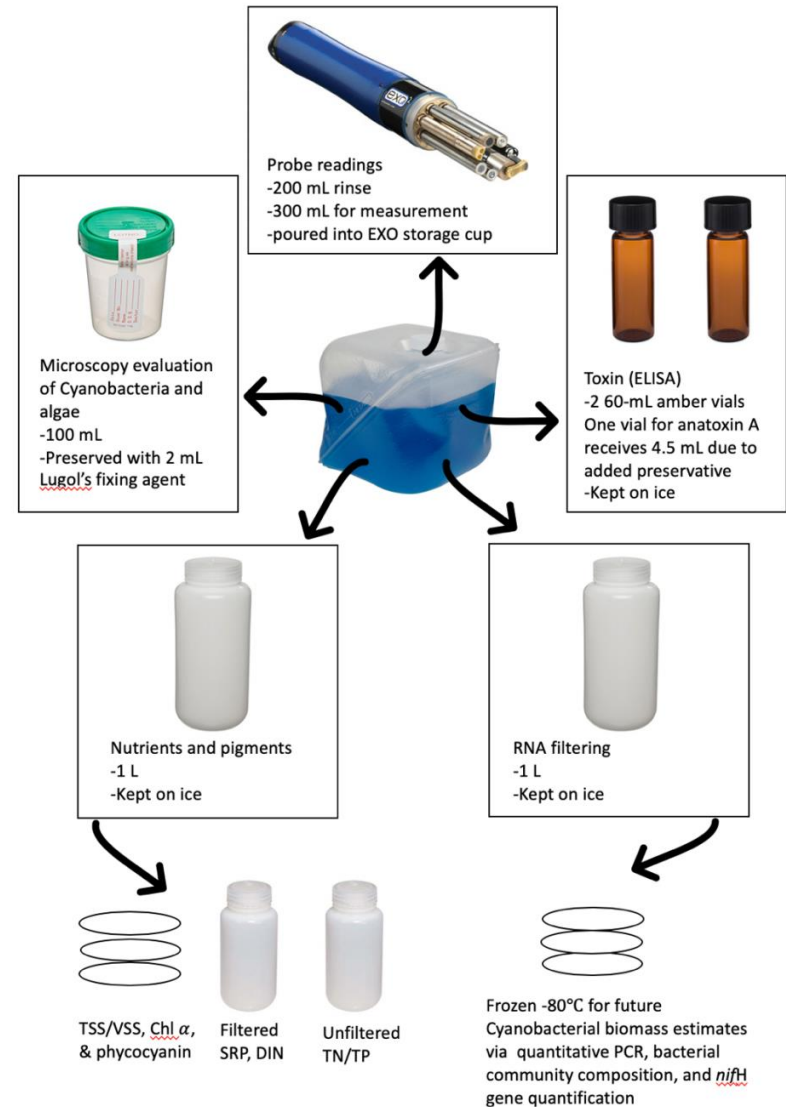 exo
Probe readings
-200 mL rinse
-300 mL for measurement
-poured into EXO storage cup
Microscopy evaluation
of Cyanobacteria and
algae
-100 mL
-Preserved with 2 mL
Lugol’s fixing agent
Toxin (ELISA)
-2 60-mL amber vials
One vial for anatoxin A
receives 4.5 mL due to
added preservative
-Kept on ice
Nutrients and pigments
-1 L
-Kept on ice
RNA filtering
-1 L
-Kept on ice
TSS/VSS, Chl α,
& phycocyanin
Filtered
SRP, DIN
Unfiltered
TN/TP
Frozen -80℃ for future
Cyanobacterial biomass estimates
via quantitative PCR, bacterial
community composition, and nifH
gene quantification